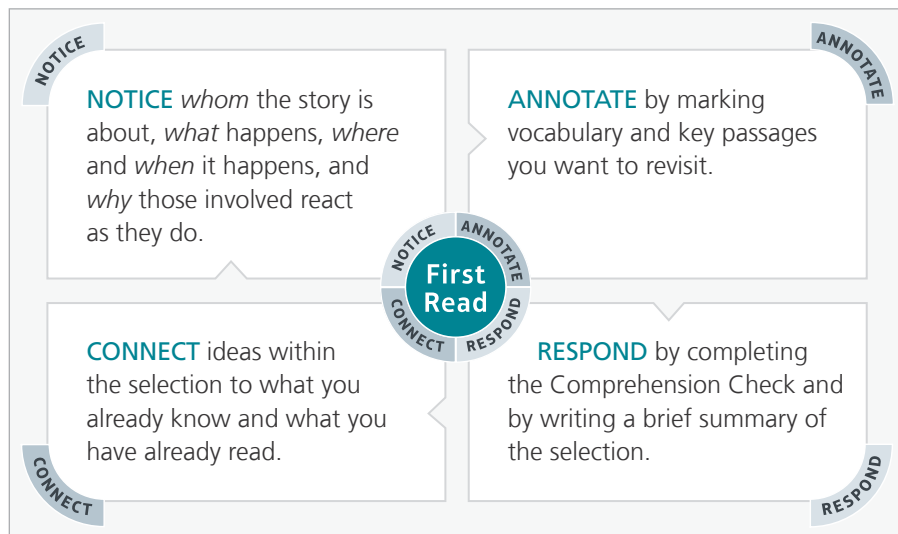 NOTICE
NOTICE whom the story is
about, what happens, where
and when it happens, and
why those involved react
as they do.
ANNOTATE
ANNOTATE by marking
vocabulary and key passages
you want to revisit.
NOTICE
ANNOTATE
First
Read
CONNECT
RESPOND
CONNECT ideas within
the selection to what you
already know and what you
have already read.
CONNECT
RESPOND by completing
the Comprehension Check and
by writing a brief summary of
the selection.
RESPOND